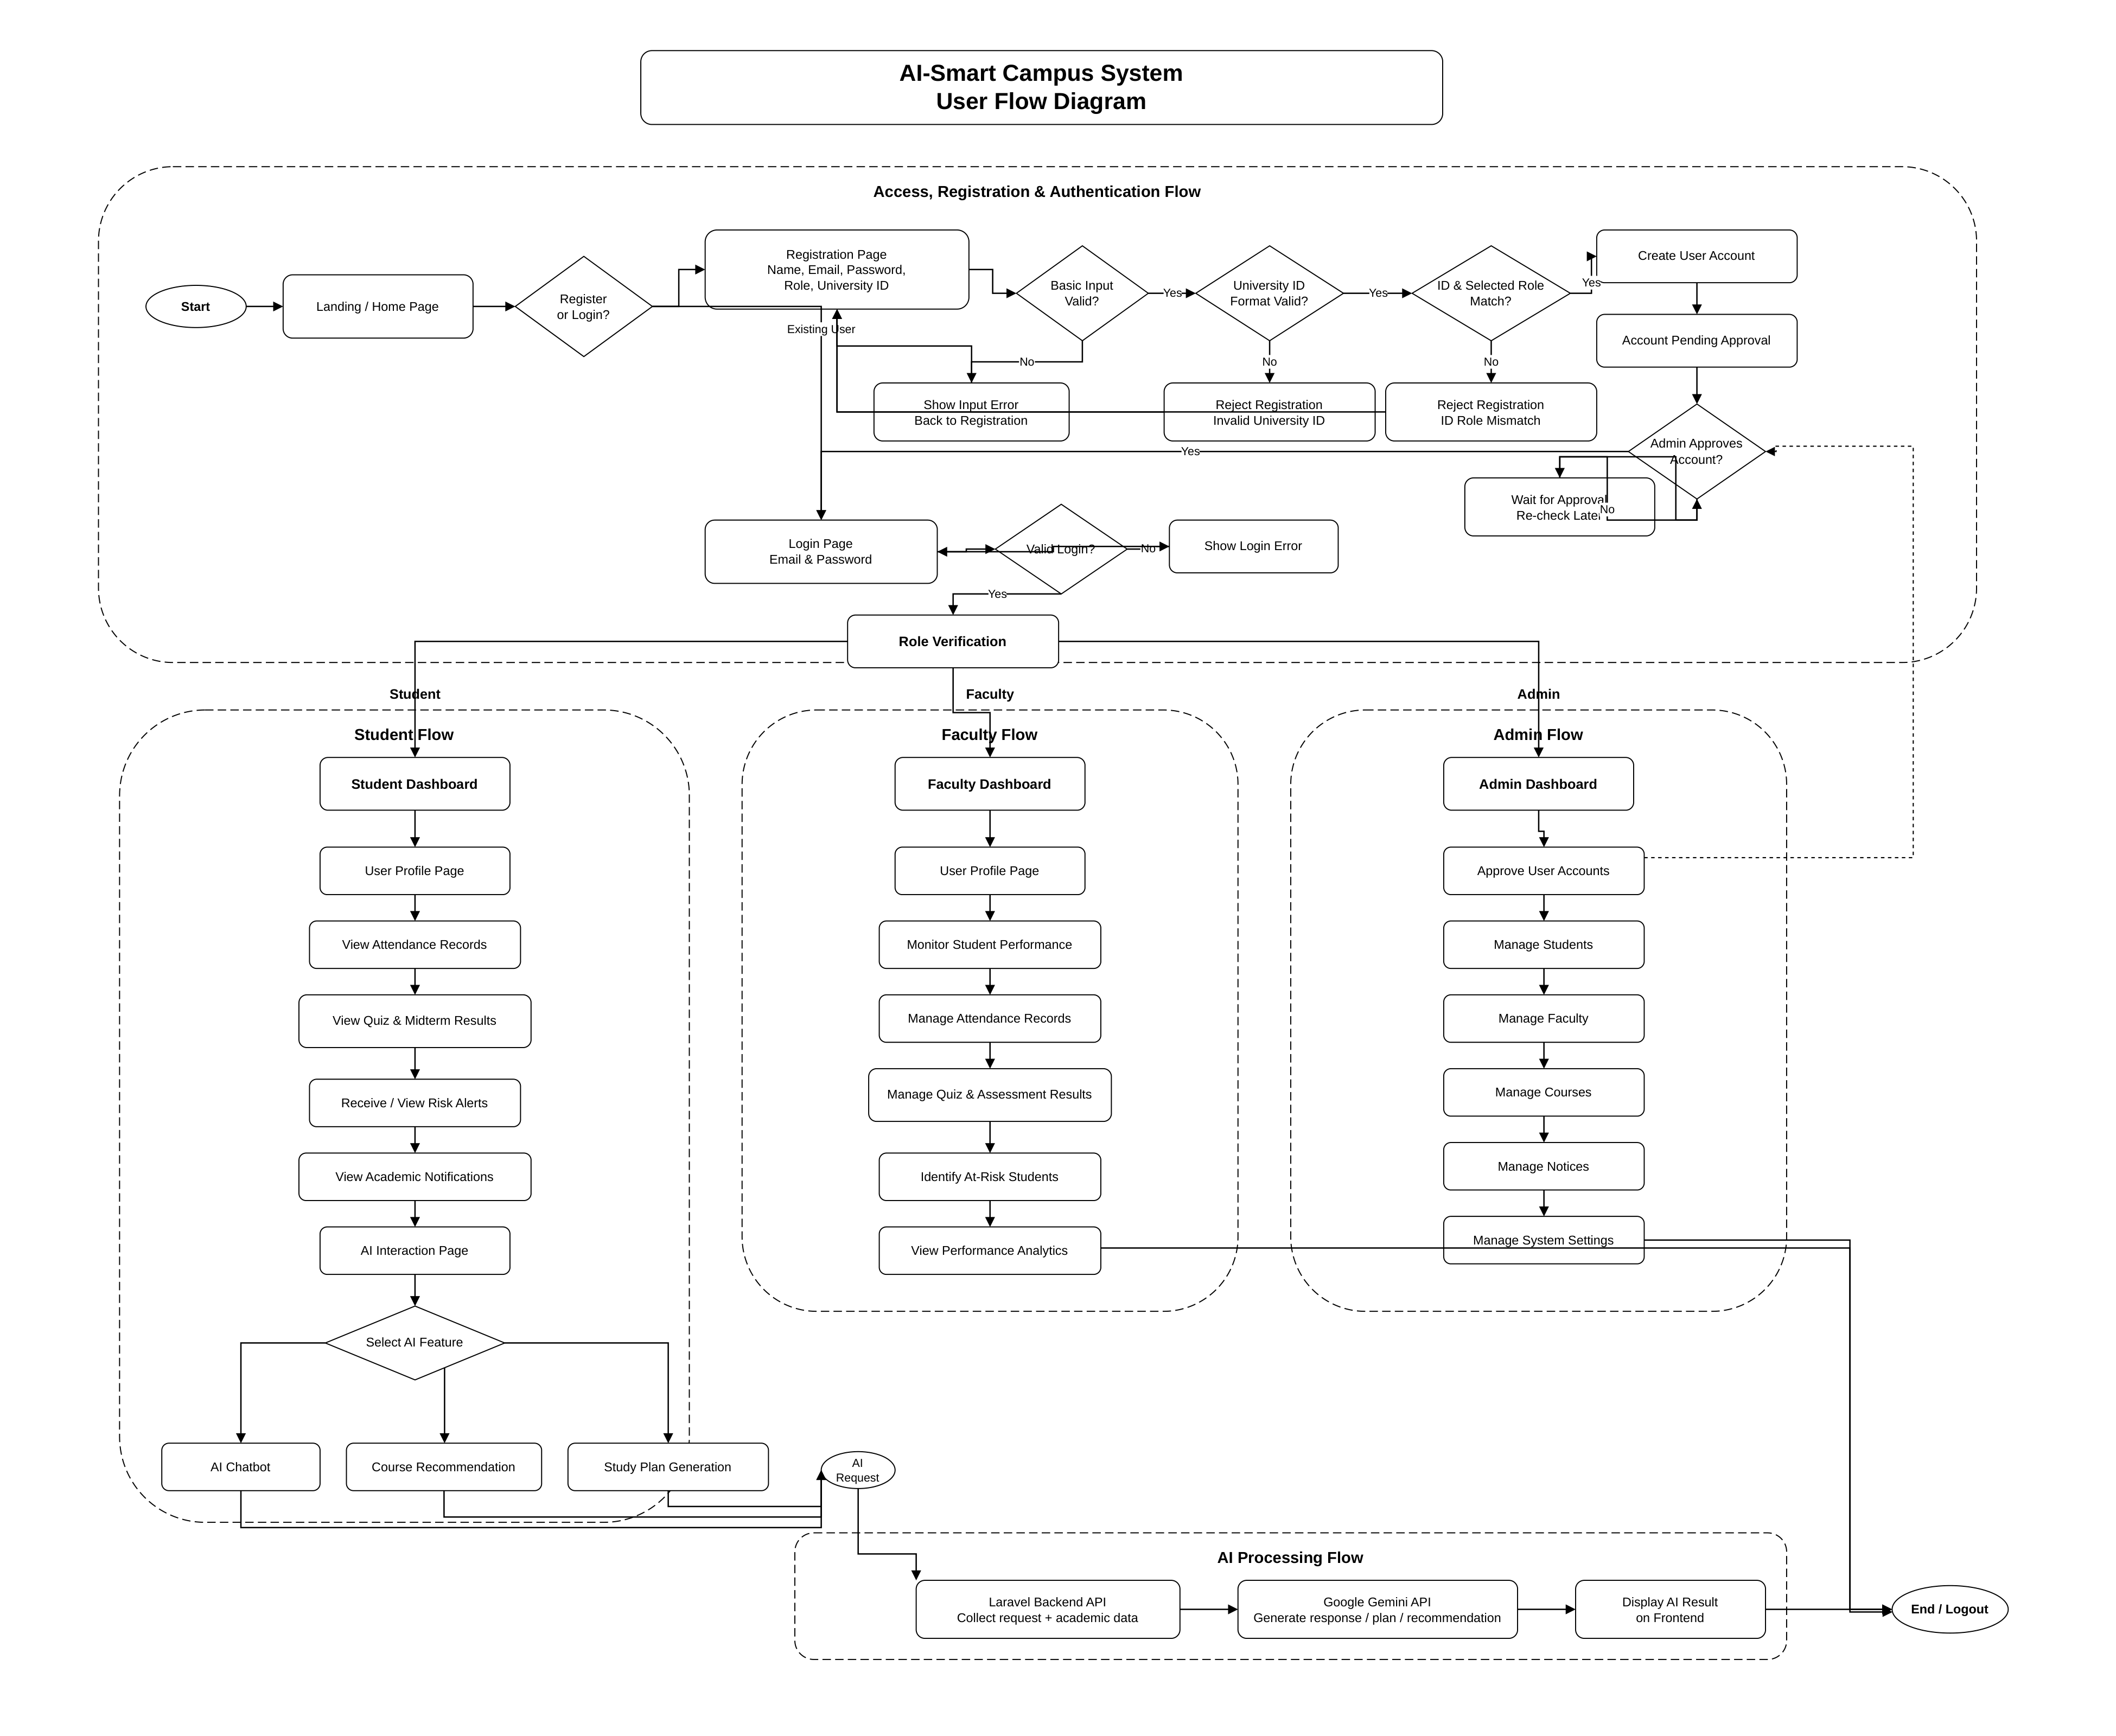 AI-Smart Campus System
User Flow Diagram
Access, Registration & Authentication Flow
Start
Landing / Home Page
Register
or Login?
Registration Page
Name, Email, Password,
Role, University ID
Basic Input
Valid?
Yes
University ID
Format Valid?
Yes
ID & Selected Role
Match?
Yes
Create User Account
Account Pending Approval
Existing User
No
No
No
Show Input Error
Back to Registration
Reject Registration
Invalid University ID
Reject Registration
ID Role Mismatch
Admin Approves
Account?
Yes
Wait for Approval
Re-check Later
No
Login Page
Email & Password
Valid Login?
No
Show Login Error
Yes
Role Verification
Student
Faculty
Admin
Student Flow
Student Dashboard
User Profile Page
View Attendance Records
View Quiz & Midterm Results
Receive / View Risk Alerts
View Academic Notifications
AI Interaction Page
Select AI Feature
AI Chatbot
Course Recommendation
Study Plan Generation
Faculty Flow
Faculty Dashboard
User Profile Page
Monitor Student Performance
Manage Attendance Records
Manage Quiz & Assessment Results
Identify At-Risk Students
View Performance Analytics
Admin Flow
Admin Dashboard
Approve User Accounts
Manage Students
Manage Faculty
Manage Courses
Manage Notices
Manage System Settings
AI
Request
AI Processing Flow
Laravel Backend API
Collect request + academic data
Google Gemini API
Generate response / plan / recommendation
Display AI Result
on Frontend
End / Logout